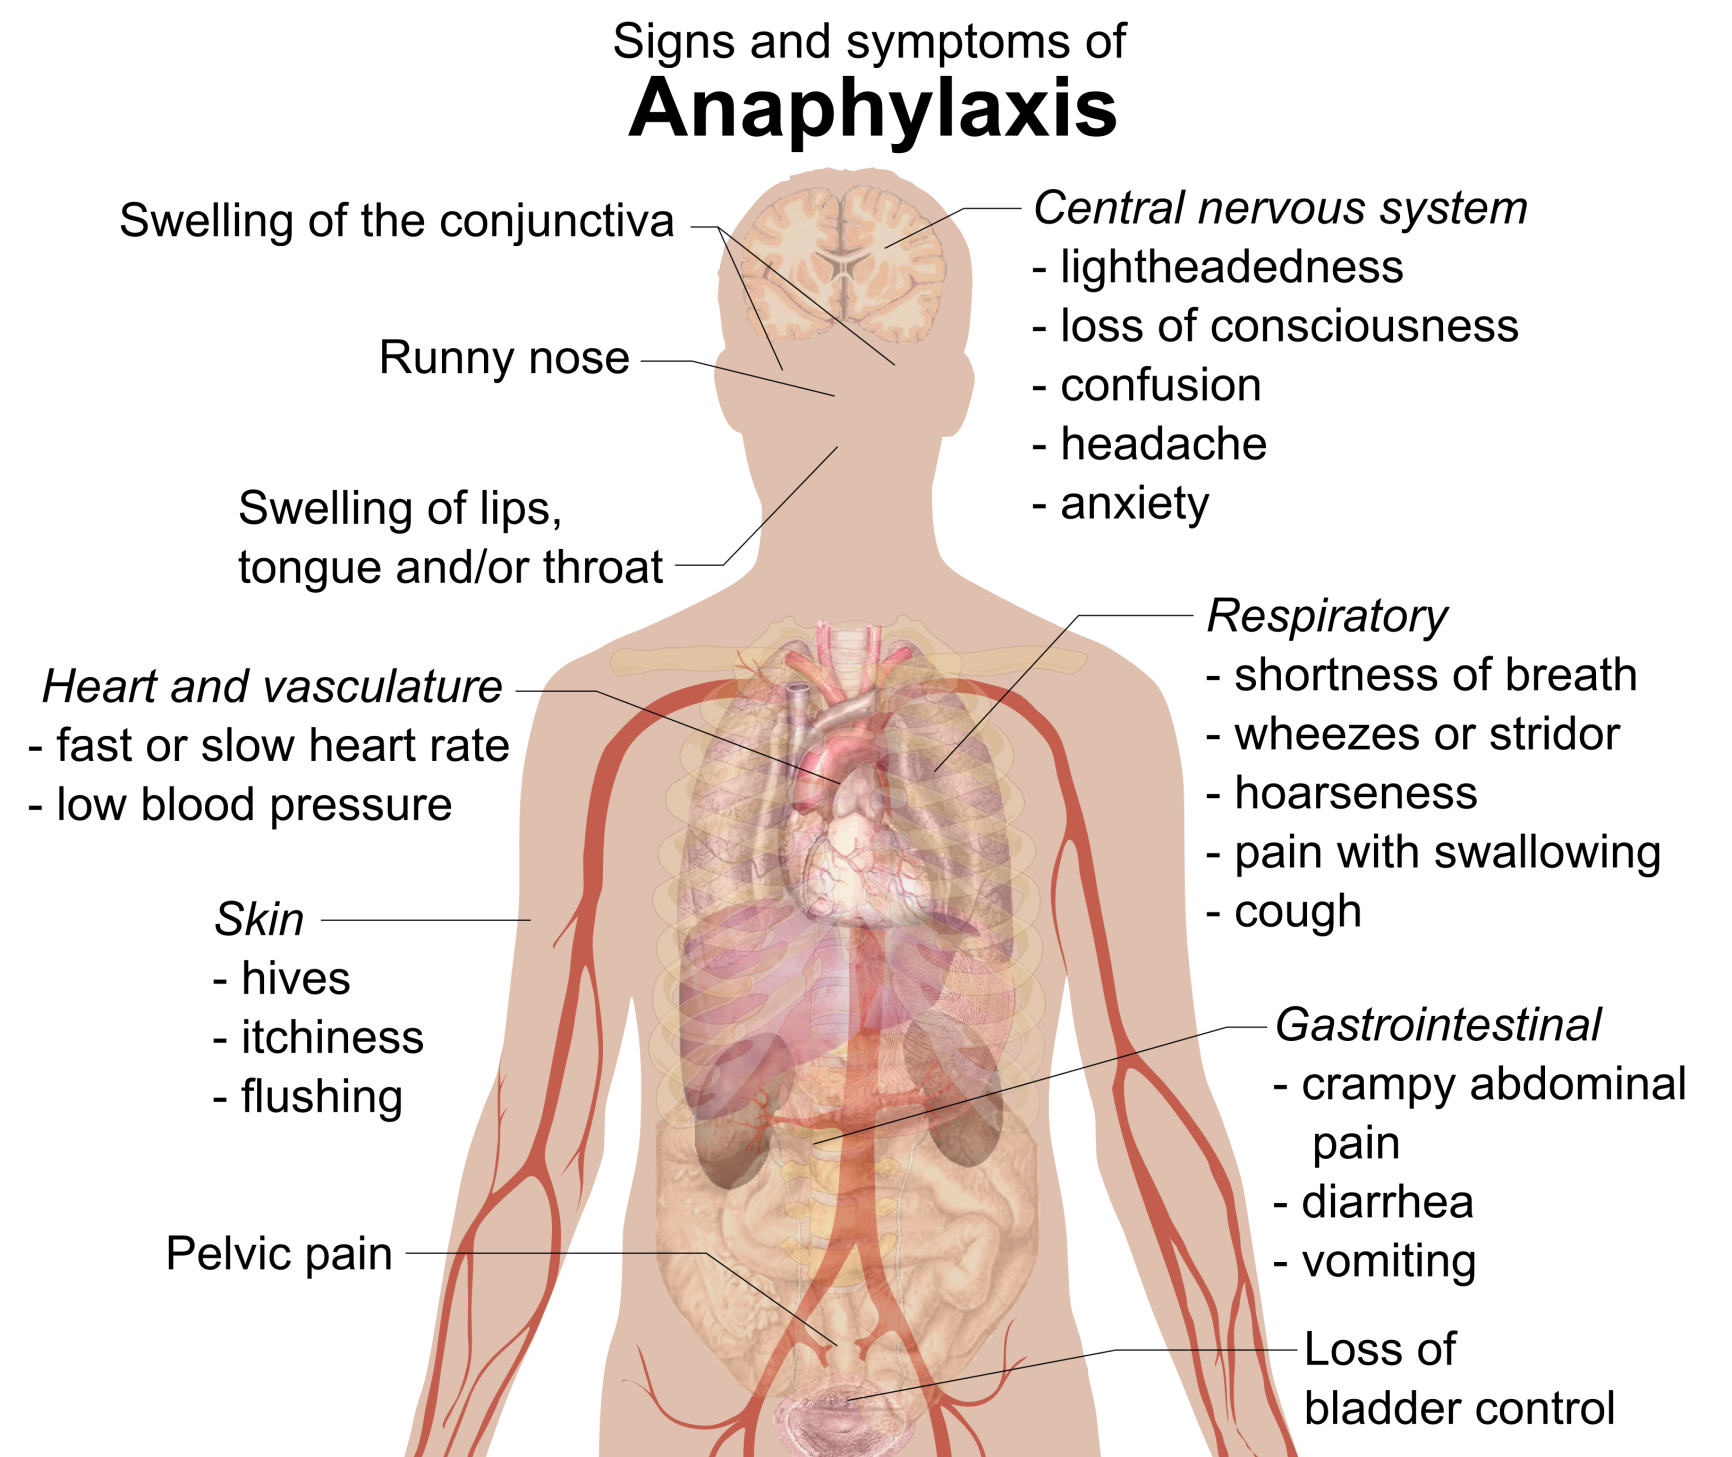 Signs and symptoms of
Anaphylaxis
Swelling of the conjunctiva
Runny nose
Swelling of lips,
tongue and/or throat
Heart and vasculature
- fast or slow heart rate
- low blood pressure
Skin
- hives
- itchiness
- flushing
Pelvic pain
Central nervous system
- lightheadedness
- loss of consciousness
- confusion
- headache
- anxiety
Respiratory
- shortness of breath
- wheezes or stridor
- hoarseness
- pain with swallowing
- cough
Gastrointestinal
- crampy abdominal
pain
- diarrhea
- vomiting
Loss of
bladder control